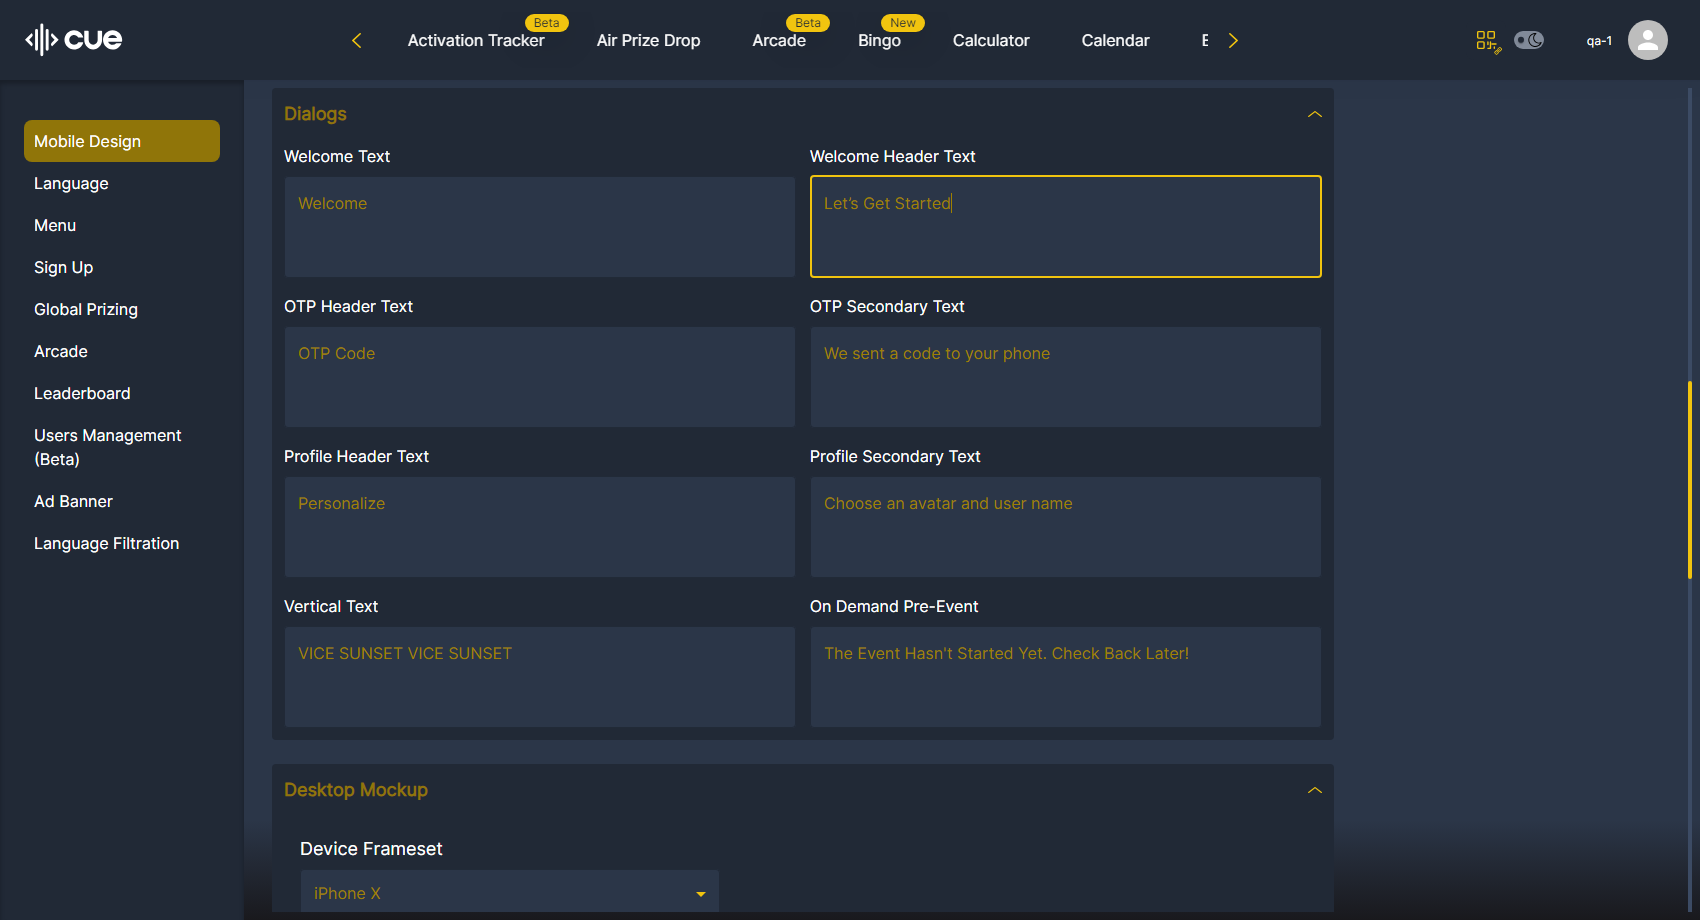 cue
Activation Tracker
Beta
Air Prize Drop
Arcade
Beta
Bingo
New
Calculator
Calendar
qa-1
Mobile Design
Language
Menu
Sign Up
Global Prizing
Arcade
Leaderboard
Users Management
(Beta)
Ad Banner
Language Filtration
Dialogs
Welcome Text
Welcome
Welcome Header Text
Let’s Get Started
OTP Header Text
OTP Code
OTP Secondary Text
We sent a code to your phone
Profile Header Text
Personalize
Profile Secondary Text
Choose an avatar and user name
Vertical Text
VICE SUNSET VICE SUNSET
On Demand Pre-Event
The Event Hasn't Started Yet. Check Back Later!
Desktop Mockup
Device Frameset
iPhone X